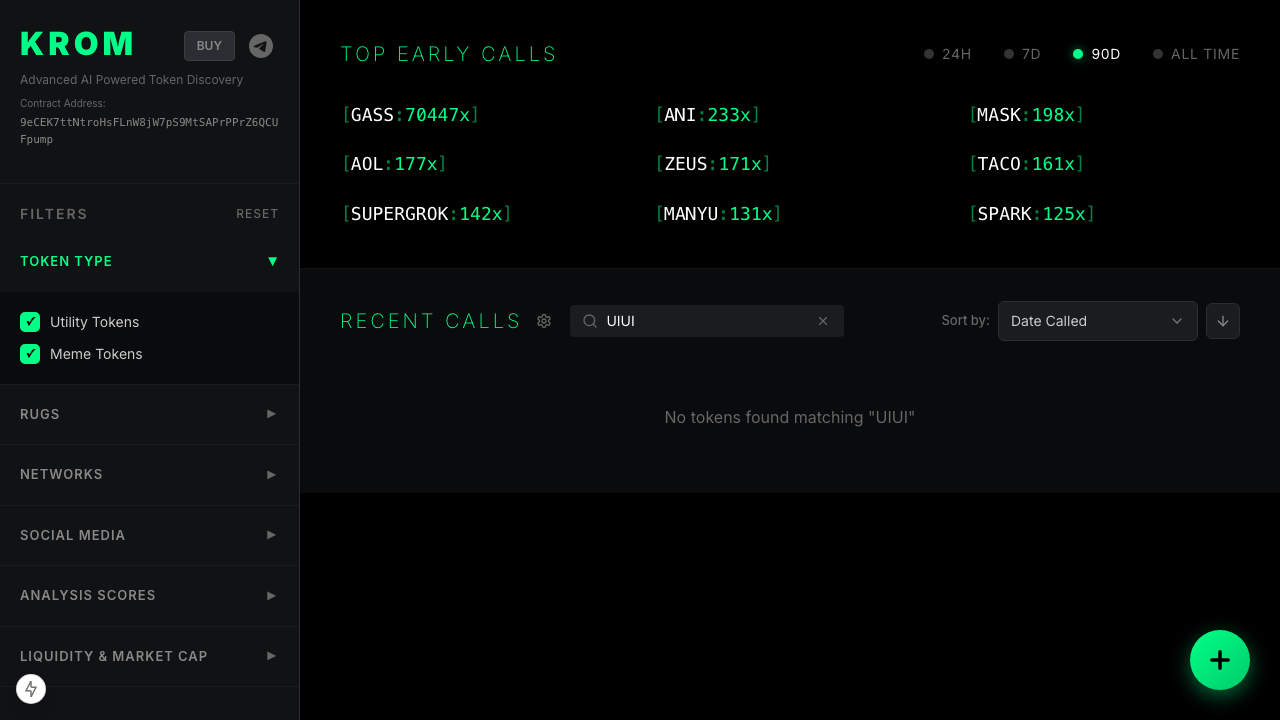 KROM
BUY
Advanced AI Powered Token Discovery
Contract Address:
9eCEK7ttNtroHsFLnW8jW7pS9MtSAPrPPrZ6QCU
Fpump
FILTERS
RESET
TOKEN TYPE ▼
✓ Utility Tokens
✓ Meme Tokens
RUGS ▶
NETWORKS ▶
SOCIAL MEDIA ▶
ANALYSIS SCORES ▶
LIQUIDITY & MARKET CAP ▶
TOP EARLY CALLS
24H 7D 90D ALL TIME
[GASS:70447x] [ANI:233x] [MASK:198x]
[AOL:177x] [ZEUS:171x] [TACO:161x]
[SUPERGROK:142x] [MANYU:131x] [SPARK:125x]
RECENT CALLS
UIUI
Sort by: Date Called
No tokens found matching "UIUI"